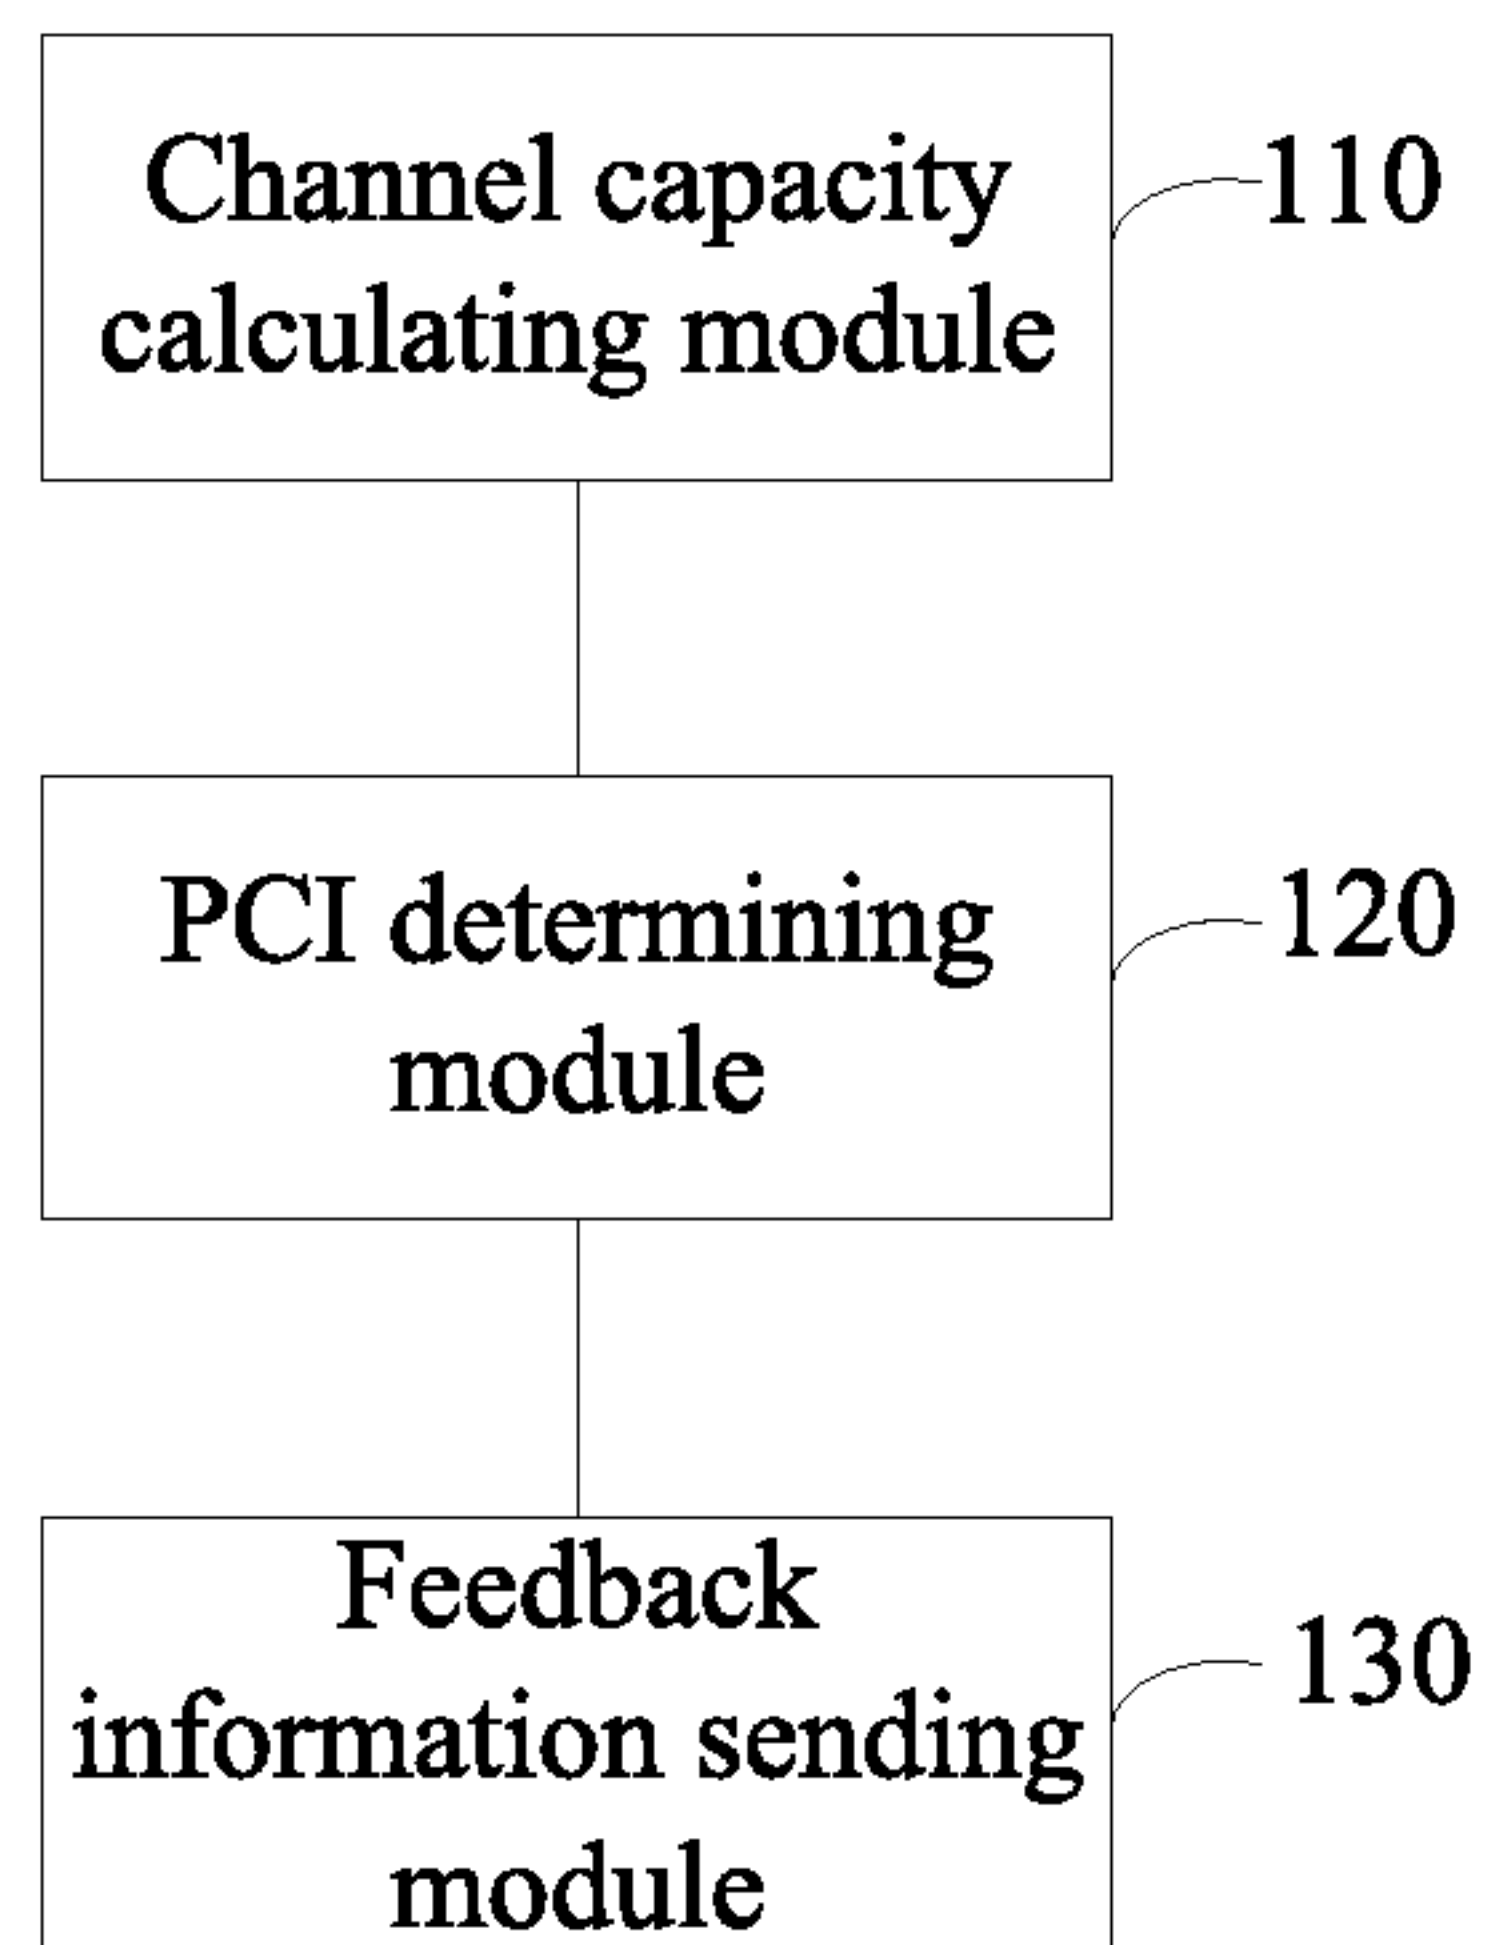 Channel capacity
calculating module
110
PCI determining
module
120
Feedback
information sending
module
130